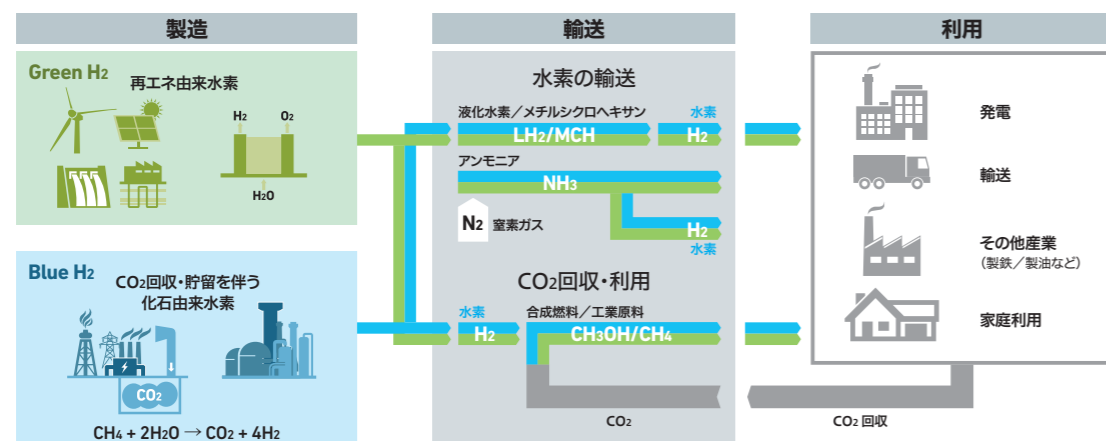 製造
輸送
利用
Green H2
再エネ由来水素
H2
O2
H2O
Blue H2
CO2回収・貯留を伴う
化石由来水素
CO2
CH4 + 2H2O → CO2 + 4H2
水素の輸送
液化水素／メチルシクロヘキサン
水素
LH2/MCH
H2
アンモニア
NH3
N2 窒素ガス
H2
水素
CO2回収・利用
水素
合成燃料／工業原料
H2
CH3OH/CH4
CO2
CO2 回収
発電
輸送
その他産業
（製鉄／製油など）
家庭利用